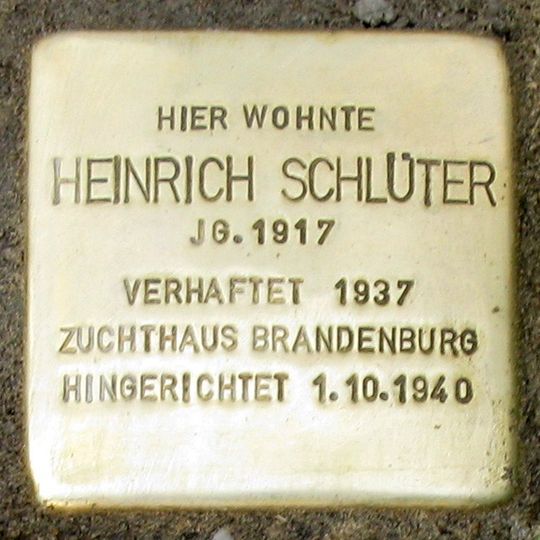 HIER WOHNTE
HEINRICH SCHLÜTER
JG. 1917
VERHAFTET 1937
ZUCHTHAUS BRANDENBURG
HINGERICHTET 1.10.1940